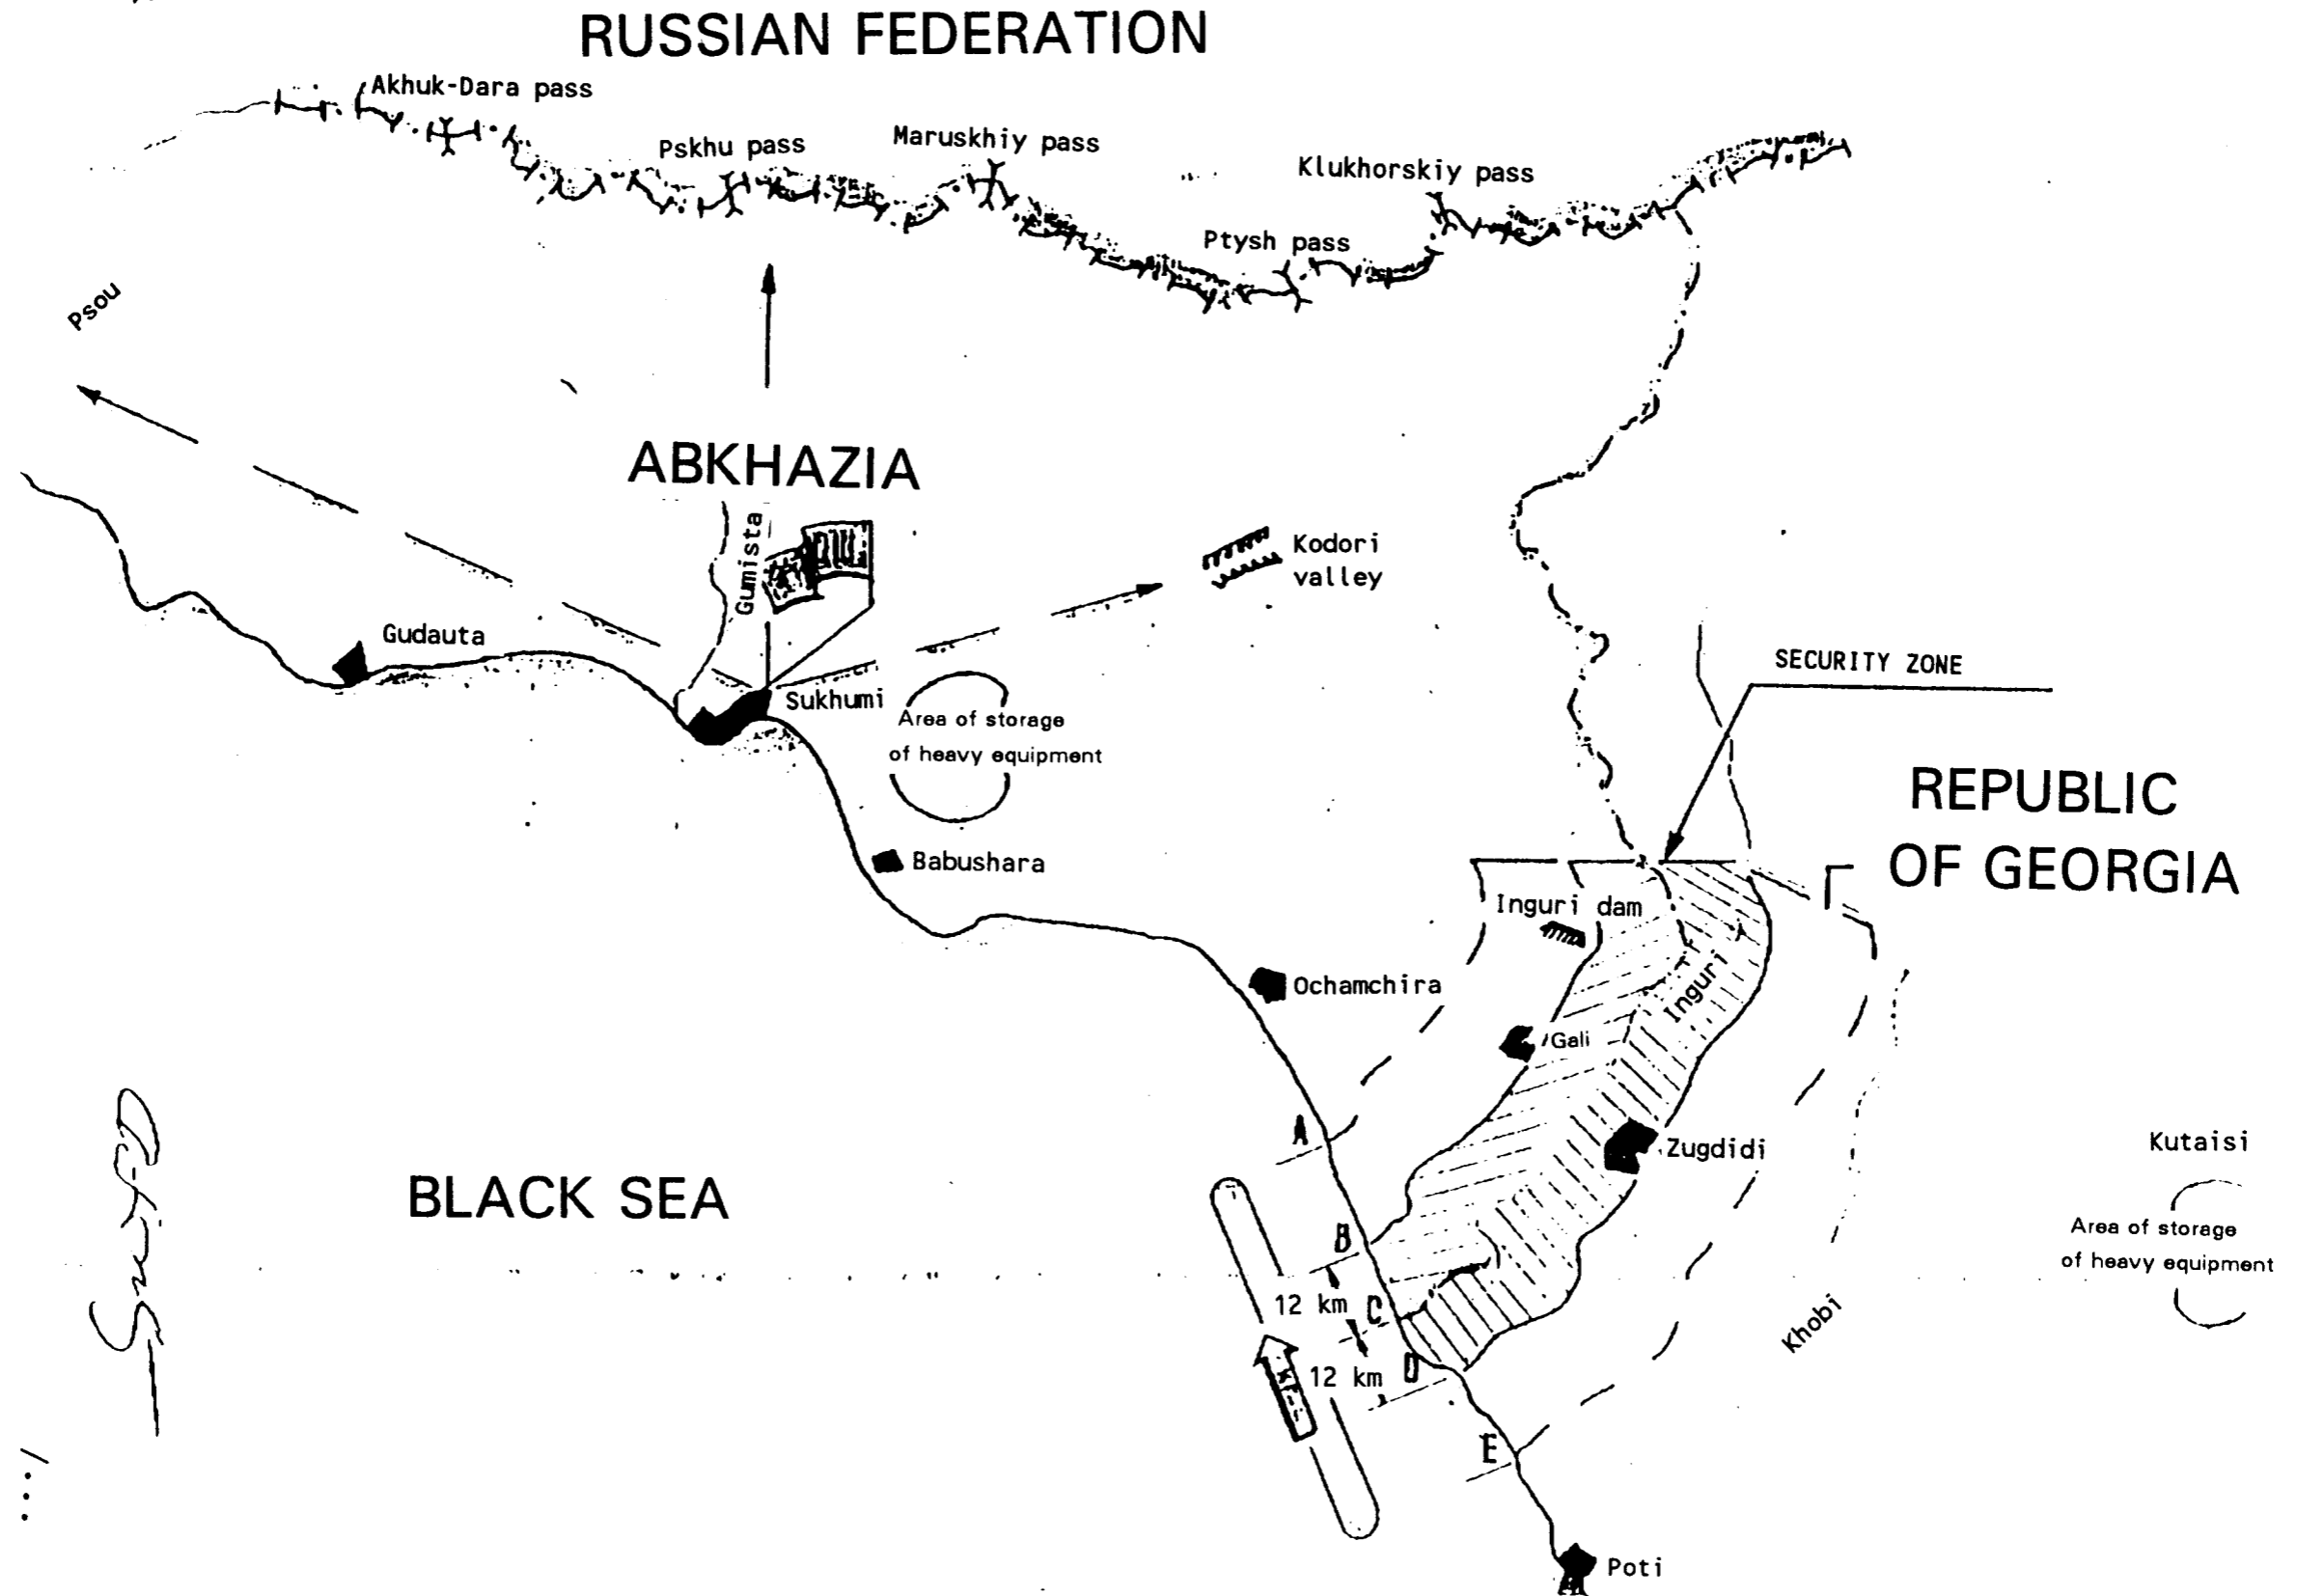 RUSSIAN FEDERATION
Akhuk-Dara pass
Pskhu pass
Maruskhiy pass
Klukhorskiy pass
Ptysh pass
Psou
ABKHAZIA
Gumista
Kodori
valley
Gudauta
Sukhumi
SECURITY ZONE
Area of storage
of heavy equipment
REPUBLIC
OF GEORGIA
Babushara
Inguri dam
Inguri
Ochamchira
Gali
A
Zugdidi
Kutaisi
BLACK SEA
Area of storage
of heavy equipment
B
12 km
C
Khobi
12 km
D
E
Poti